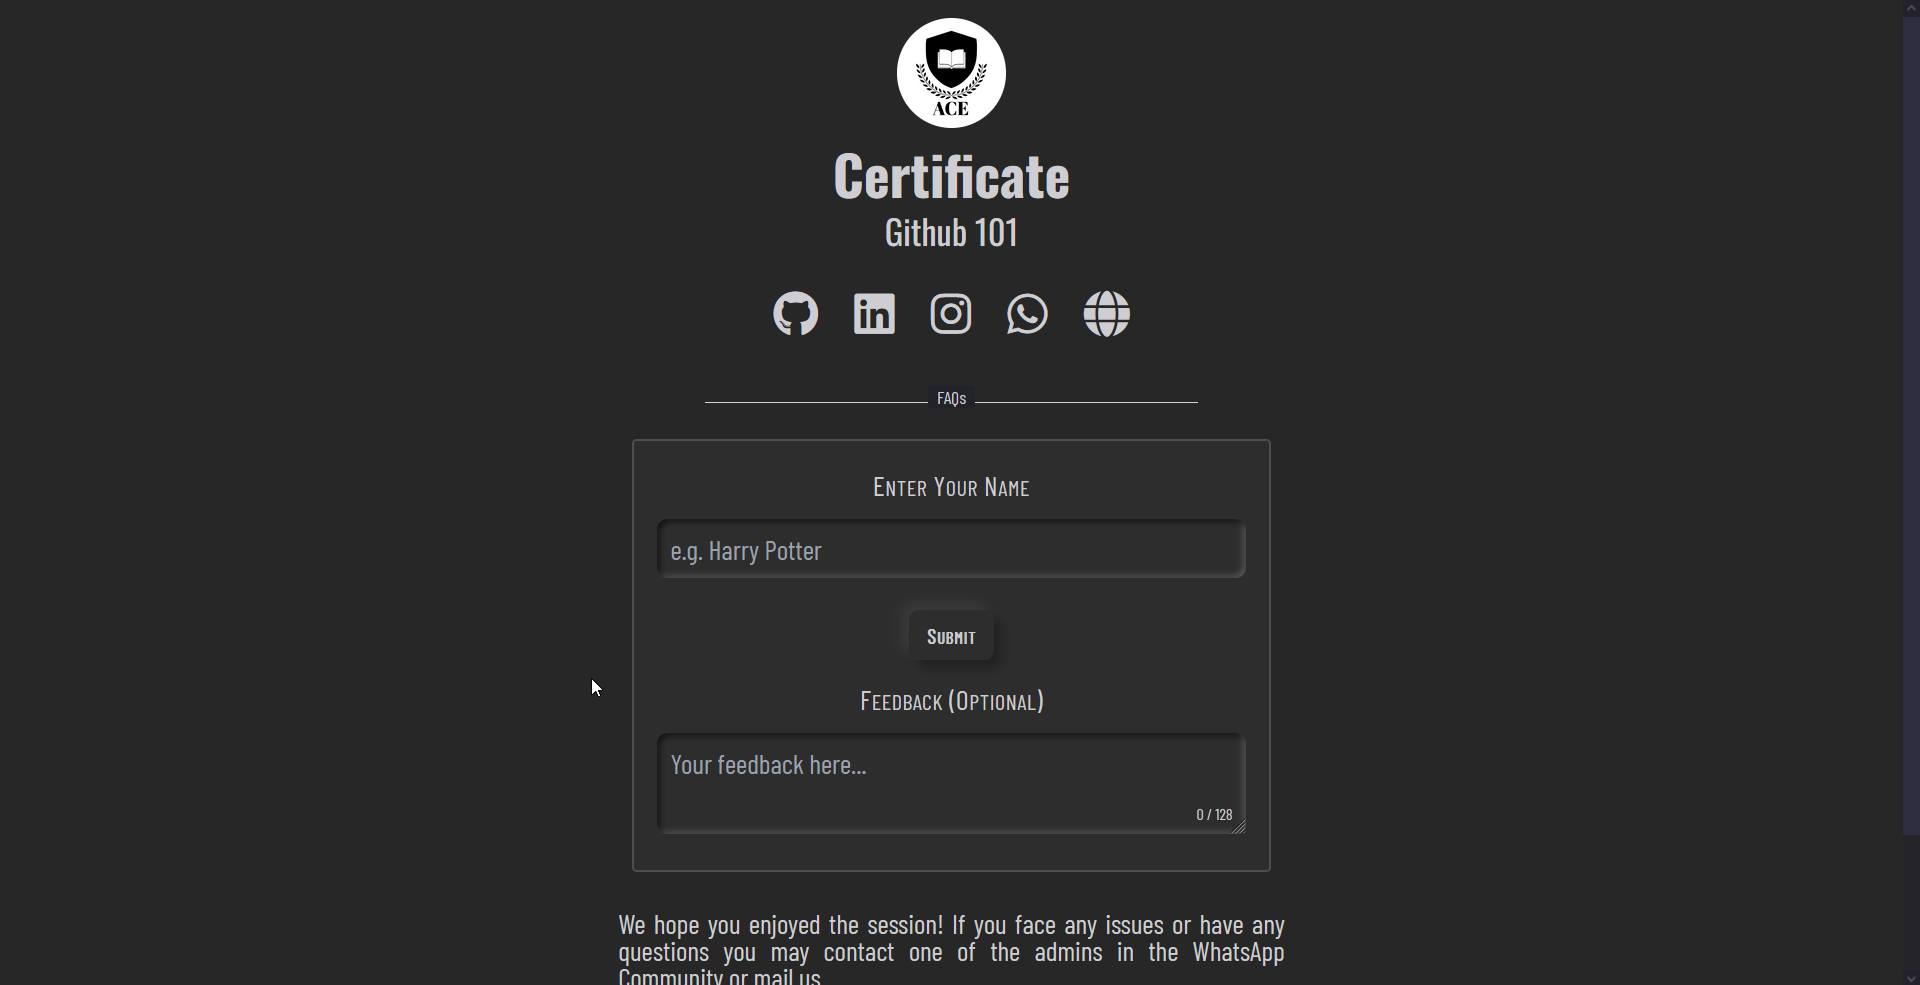 ACE
Certificate
Github 101
in
FAQs
Enter Your Name
e.g. Harry Potter
Submit
Feedback (Optional)
Your feedback here...
0 / 128
We hope you enjoyed the session! If you face any issues or have any
questions you may contact one of the admins in the WhatsApp
Community or mail us